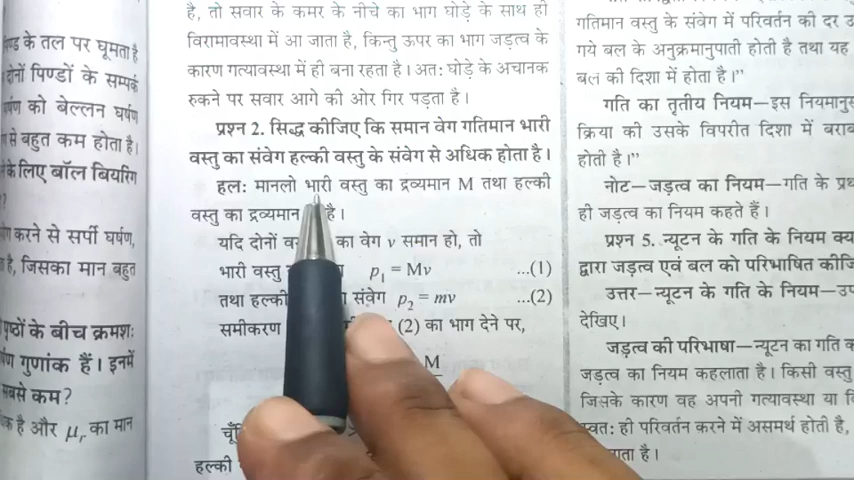 ण्ड के तल पर घूमता है
दोनों पिण्डों के सम्पर्क
र्षण को बेल्लन घर्षण
से बहुत कम होता है।
के लिए बॉल बियरिंग
?
करने से सर्पी घर्षण,
है, जिसका मान बहुत
पृष्ठों के बीच क्रमशः
र्षण गुणांक हैं। इनमें
सबसे कम?
क है और μr का मान
है, तो सवार के कमर के नीचे का भाग घोड़े के साथ ही
विरामावस्था में आ जाता है, किन्तु ऊपर का भाग जड़त्व के
कारण गत्यावस्था में ही बना रहता है। अतः घोड़े के अचानक
रुकने पर सवार आगे की ओर गिर पड़ता है।
प्रश्न 2. सिद्ध कीजिए कि समान वेग गतिमान भारी
वस्तु का संवेग हल्की वस्तु के संवेग से अधिक होता है।
हल: मानलो भारी वस्तु का द्रव्यमान M तथा हल्की
वस्तु का द्रव्यमान है।
यदि दोनों का वेग v समान हो, तो
भारी वस्तु p₁ = Mv ...(1)
तथा हल्की संवेग p₂ = mv ...(2)
समीकरण (2) का भाग देने पर,
M
हल्की
गतिमान वस्तु के संवेग में परिवर्तन की दर
गये बल के अनुक्रमानुपाती होती है तथा यह
बल की दिशा में होता है।”
गति का तृतीय नियम—इस नियमानुस
क्रिया की उसके विपरीत दिशा में बराब
होती है।”
नोट—जड़त्व का नियम—गति के प्रथ
ही जड़त्व का नियम कहते हैं।
प्रश्न 5. न्यूटन के गति के नियम क्य
द्वारा जड़त्व एवं बल को परिभाषित कीजि
उत्तर—न्यूटन के गति के नियम—उप
देखिए।
जड़त्व की परिभाषा—न्यूटन का गति क
जड़त्व का नियम कहलाता है। किसी वस्तु
जिसके कारण वह अपनी गत्यावस्था या वि
स्वतः ही परिवर्तन करने में असमर्थ होती है,
है।